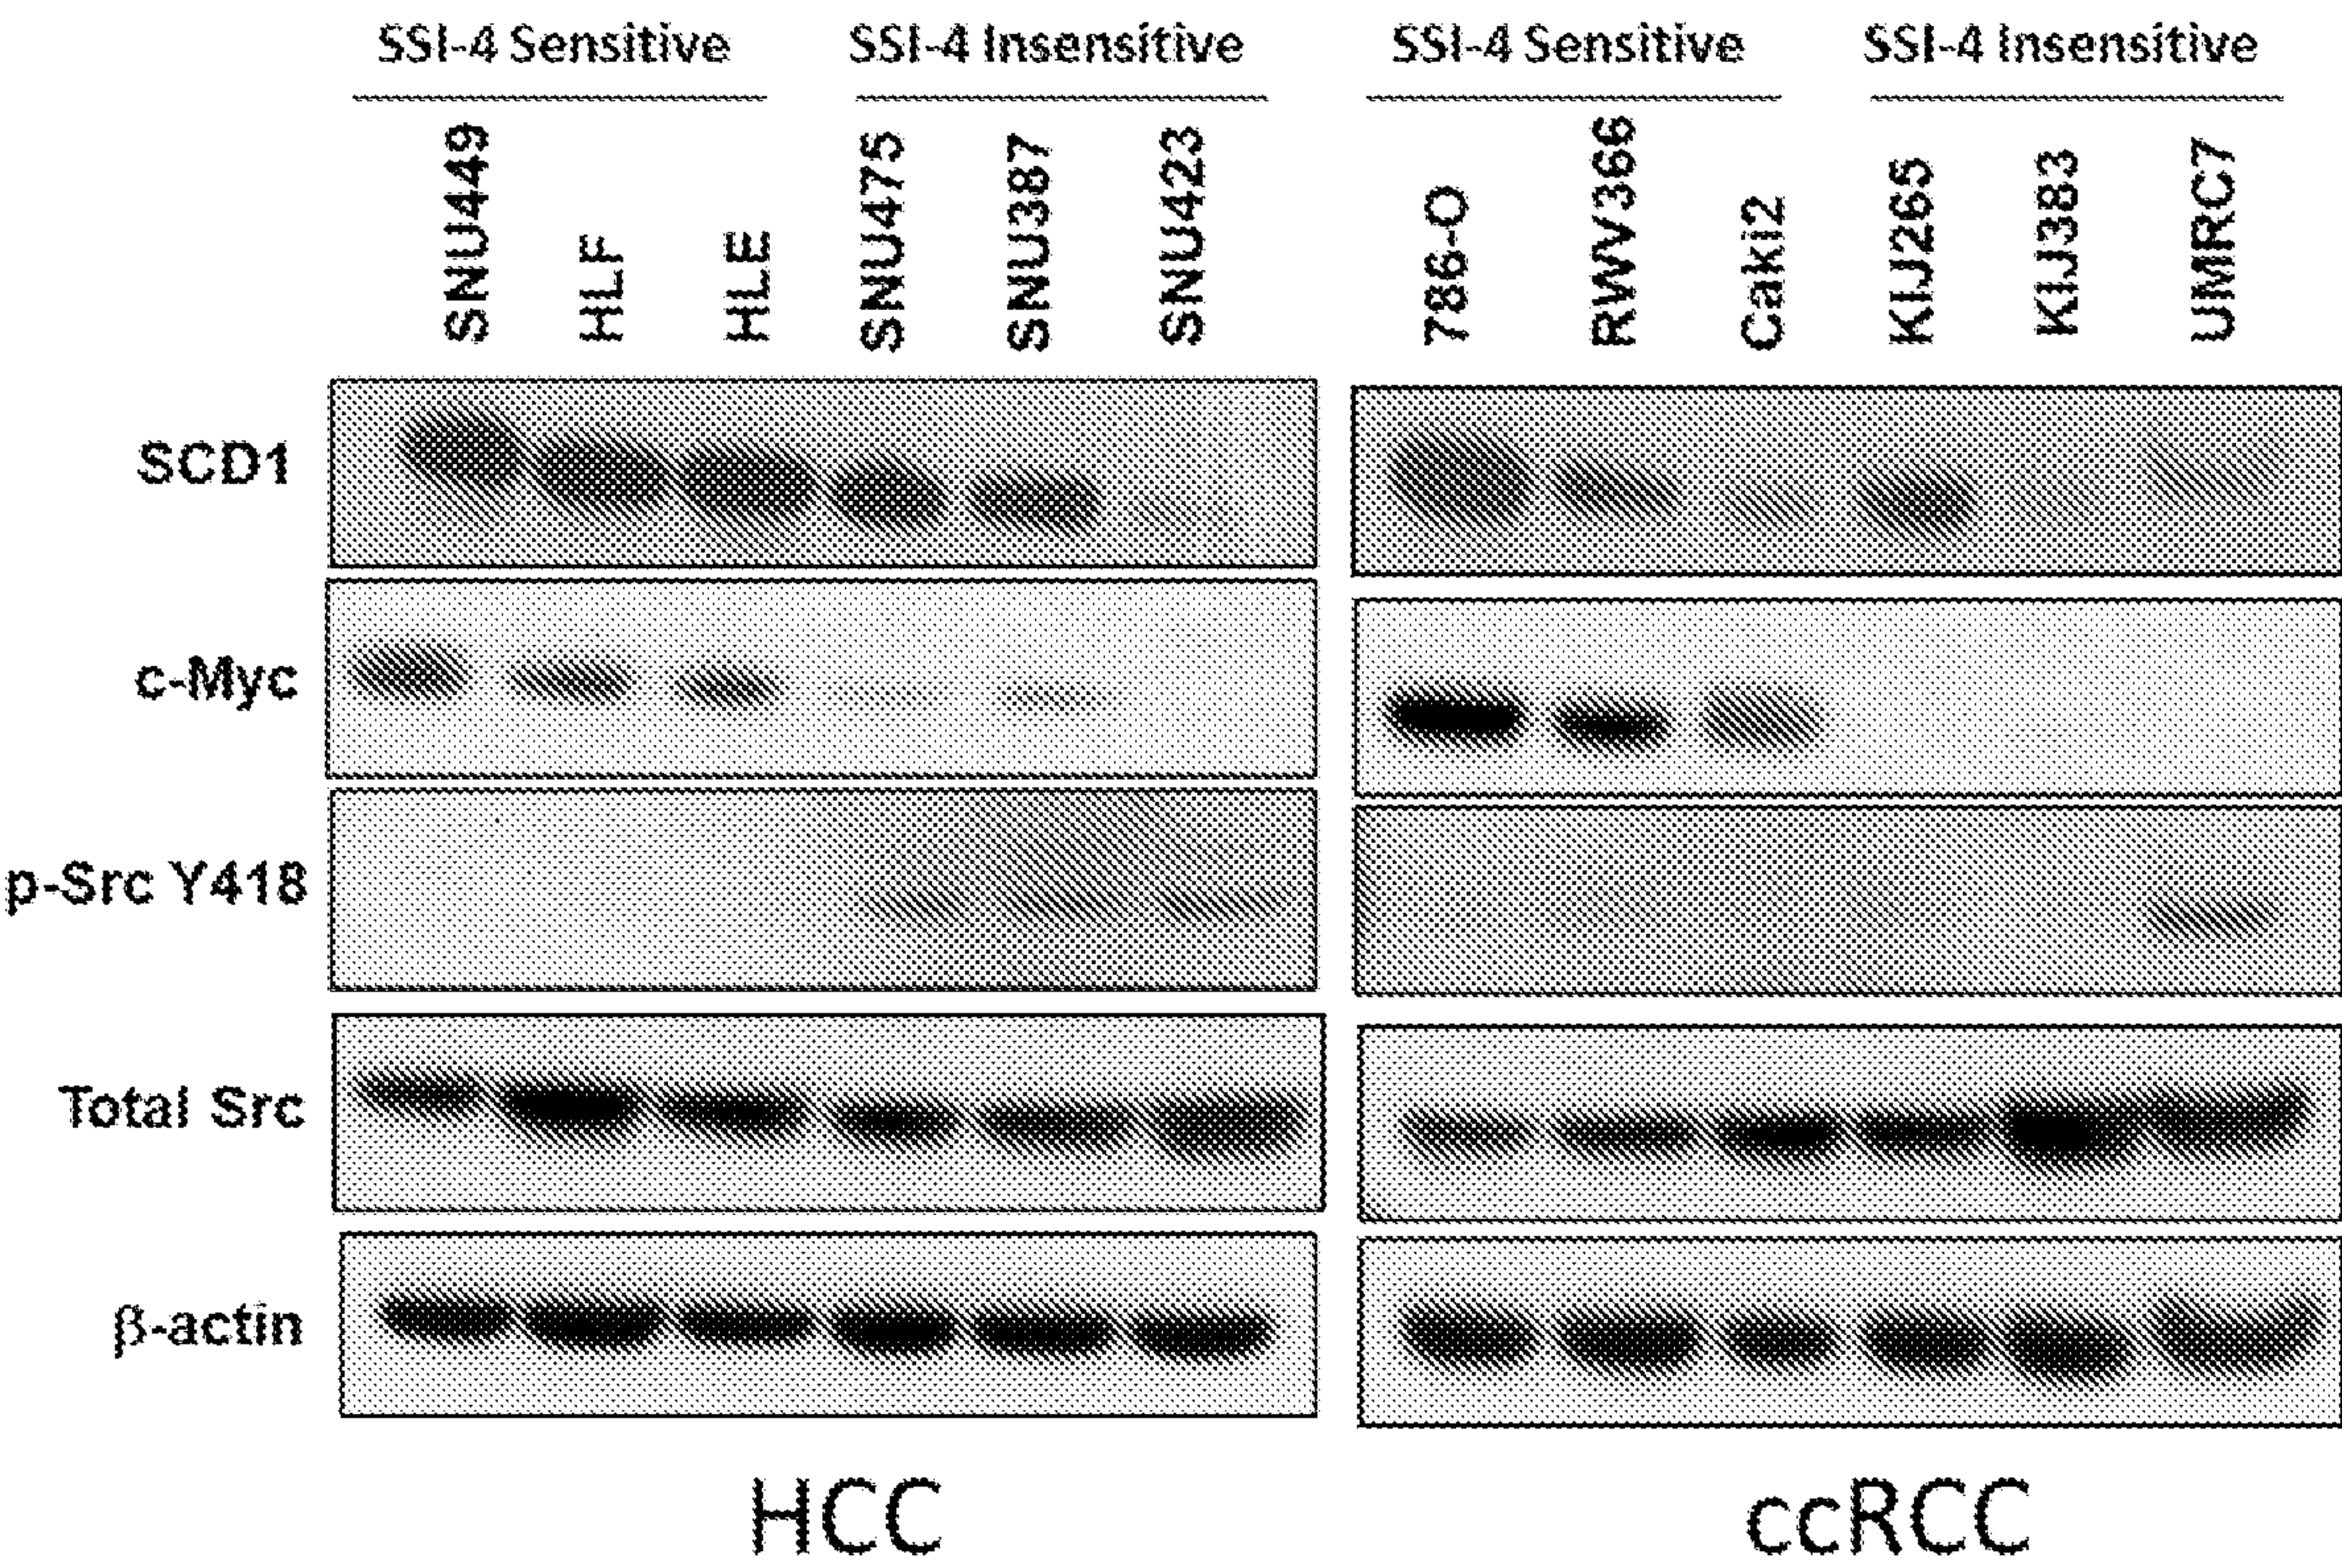 SSI-4 Sensitive SSI-4 Insensitive SSI-4 Sensitive SSI-4 Insensitive
SNU449 HLF HLE SNU475 SNU387 SNU423 786-O RWV366 Caki2 KIJ265 KIJ383 UMRC7
SCD1
c-Myc
p-Src Y418
Total Src
β-actin
HCC ccRCC